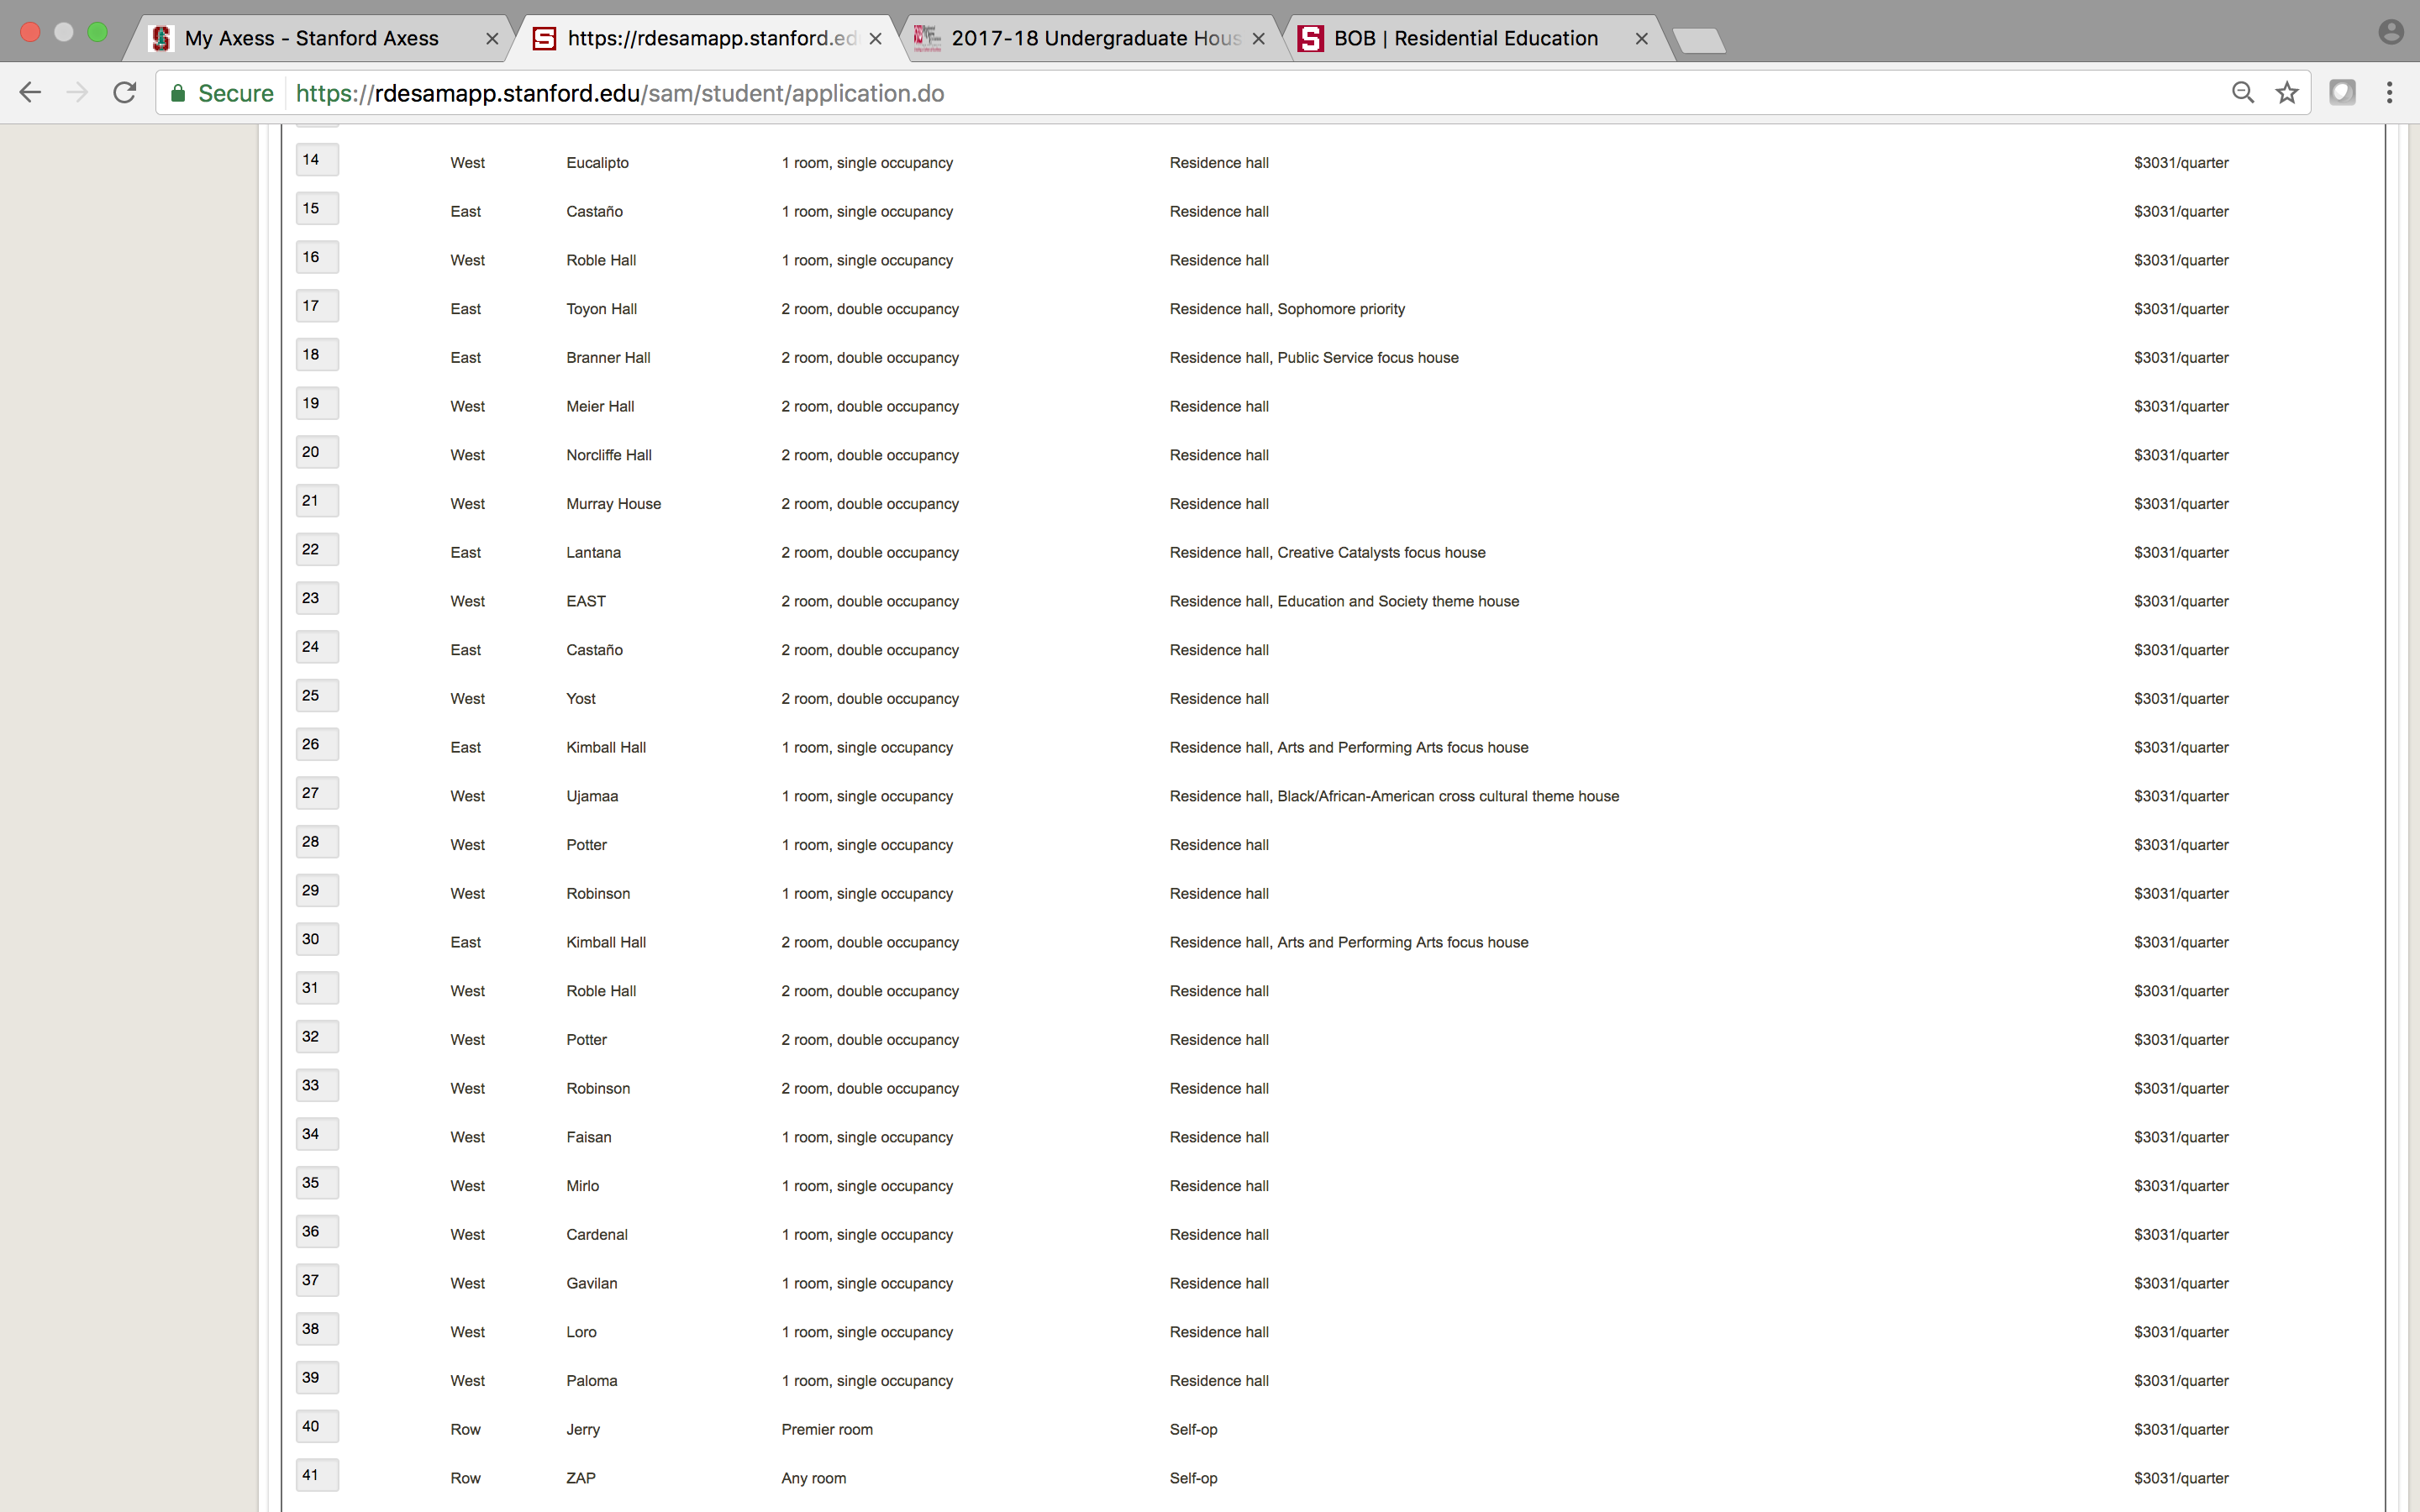 My Axess - Stanford Axess https://rdesamapp.stanford.ed 2017-18 Undergraduate Hous BOB | Residential Education
Secure https://rdesamapp.stanford.edu/sam/student/application.do
14 West Eucalipto 1 room, single occupancy Residence hall $3031/quarter
15 East Castaño 1 room, single occupancy Residence hall $3031/quarter
16 West Roble Hall 1 room, single occupancy Residence hall $3031/quarter
17 East Toyon Hall 2 room, double occupancy Residence hall, Sophomore priority $3031/quarter
18 East Branner Hall 2 room, double occupancy Residence hall, Public Service focus house $3031/quarter
19 West Meier Hall 2 room, double occupancy Residence hall $3031/quarter
20 West Norcliffe Hall 2 room, double occupancy Residence hall $3031/quarter
21 West Murray House 2 room, double occupancy Residence hall $3031/quarter
22 East Lantana 2 room, double occupancy Residence hall, Creative Catalysts focus house $3031/quarter
23 West EAST 2 room, double occupancy Residence hall, Education and Society theme house $3031/quarter
24 East Castaño 2 room, double occupancy Residence hall $3031/quarter
25 West Yost 2 room, double occupancy Residence hall $3031/quarter
26 East Kimball Hall 1 room, single occupancy Residence hall, Arts and Performing Arts focus house $3031/quarter
27 West Ujamaa 1 room, single occupancy Residence hall, Black/African-American cross cultural theme house $3031/quarter
28 West Potter 1 room, single occupancy Residence hall $3031/quarter
29 West Robinson 1 room, single occupancy Residence hall $3031/quarter
30 East Kimball Hall 2 room, double occupancy Residence hall, Arts and Performing Arts focus house $3031/quarter
31 West Roble Hall 2 room, double occupancy Residence hall $3031/quarter
32 West Potter 2 room, double occupancy Residence hall $3031/quarter
33 West Robinson 2 room, double occupancy Residence hall $3031/quarter
34 West Faisan 1 room, single occupancy Residence hall $3031/quarter
35 West Mirlo 1 room, single occupancy Residence hall $3031/quarter
36 West Cardenal 1 room, single occupancy Residence hall $3031/quarter
37 West Gavilan 1 room, single occupancy Residence hall $3031/quarter
38 West Loro 1 room, single occupancy Residence hall $3031/quarter
39 West Paloma 1 room, single occupancy Residence hall $3031/quarter
40 Row Jerry Premier room Self-op $3031/quarter
41 Row ZAP Any room Self-op $3031/quarter